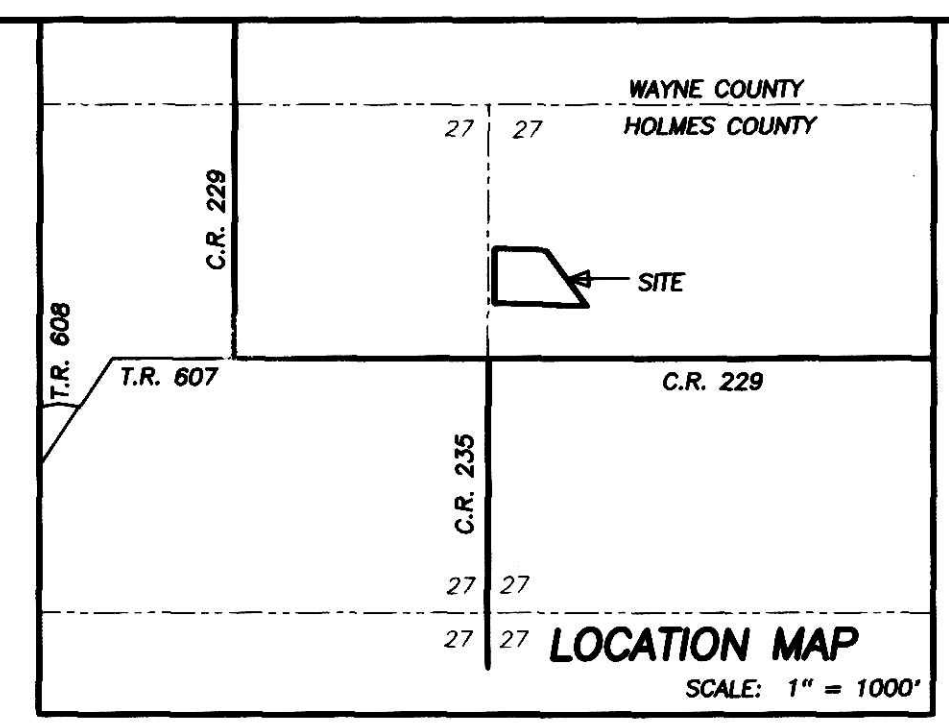 WAYNE COUNTY
27 27 HOLMES COUNTY
C.R. 229
SITE
T.R. 608
T.R. 607
C.R. 229
C.R. 235
27 27
27 27 LOCATION MAP
SCALE: 1" = 1000'